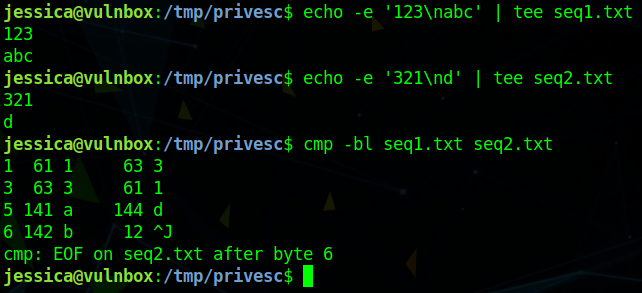 jessica@vulnbox:/tmp/privesc$ echo -e '123\nabc' | tee seq1.txt
123
abc
jessica@vulnbox:/tmp/privesc$ echo -e '321\nd' | tee seq2.txt
321
d
jessica@vulnbox:/tmp/privesc$ cmp -bl seq1.txt seq2.txt
1  61 1     63 3
3  63 3     61 1
5 141 a    144 d
6 142 b     12 ^J
cmp: EOF on seq2.txt after byte 6
jessica@vulnbox:/tmp/privesc$